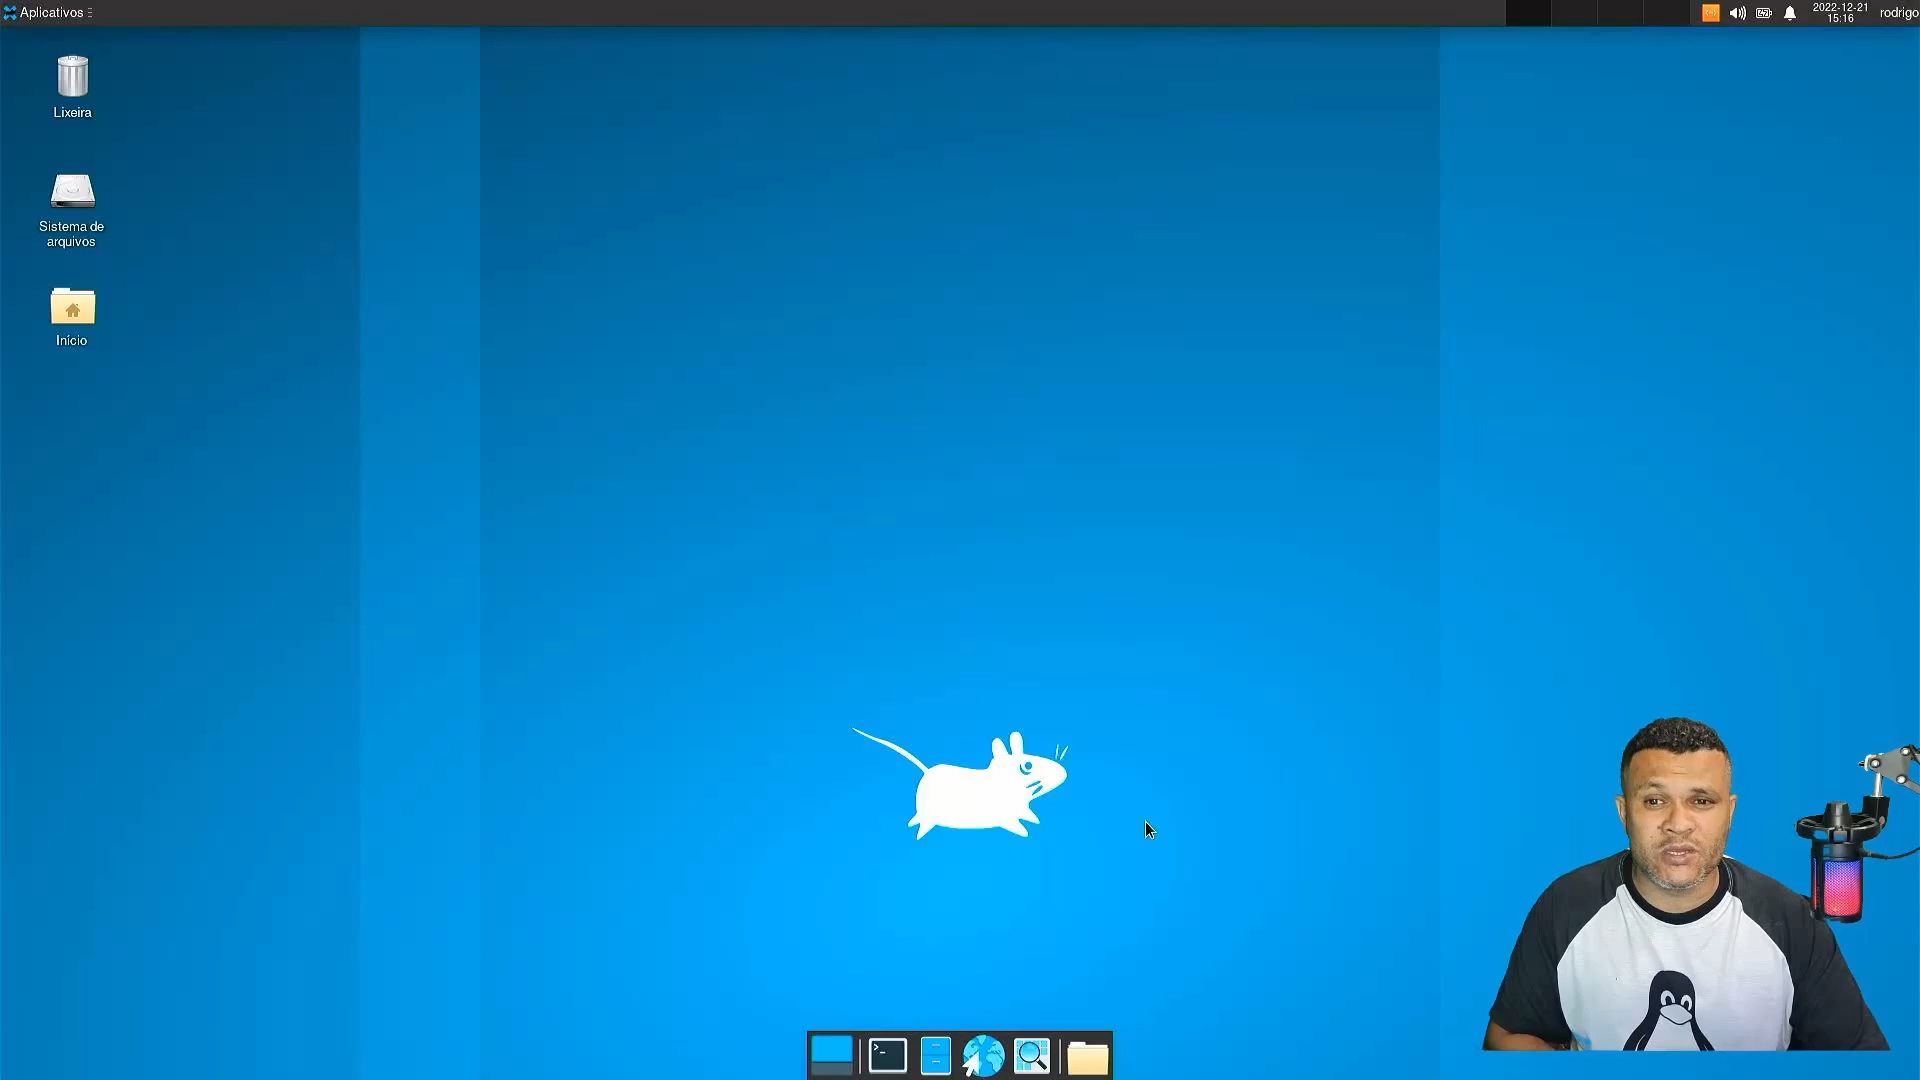 Aplicativos
2022-12-21
15:16
rodrigo
Lixeira
Sistema de
arquivos
Início